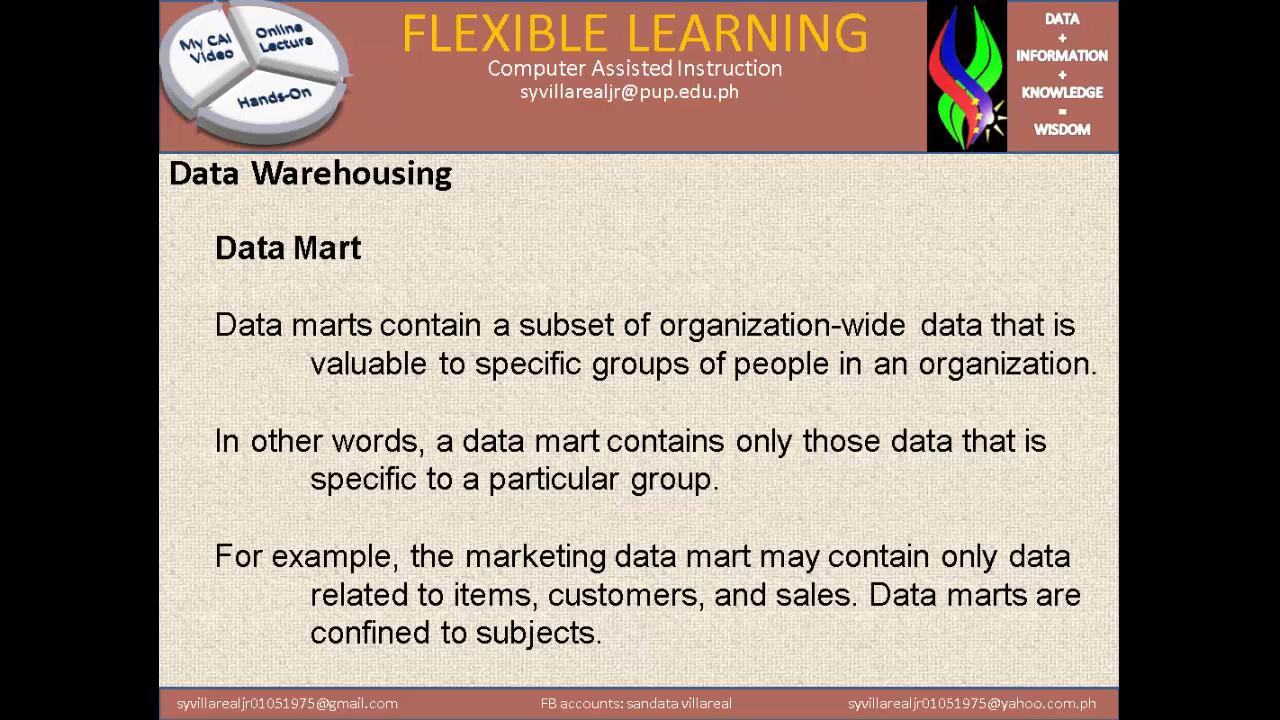 My CAI
Video
Online
Lecture
Hands-On
FLEXIBLE LEARNING
Computer Assisted Instruction
syvillarealjr@pup.edu.ph
DATA
+
INFORMATION
+
KNOWLEDGE
=
WISDOM
Data Warehousing
Data Mart
Data marts contain a subset of organization-wide data that is
valuable to specific groups of people in an organization.
In other words, a data mart contains only those data that is
specific to a particular group.
For example, the marketing data mart may contain only data
related to items, customers, and sales. Data marts are
confined to subjects.
syvillarealjr01051975@gmail.com
FB accounts: sandata villareal
syvillarealjr01051975@yahoo.com.ph